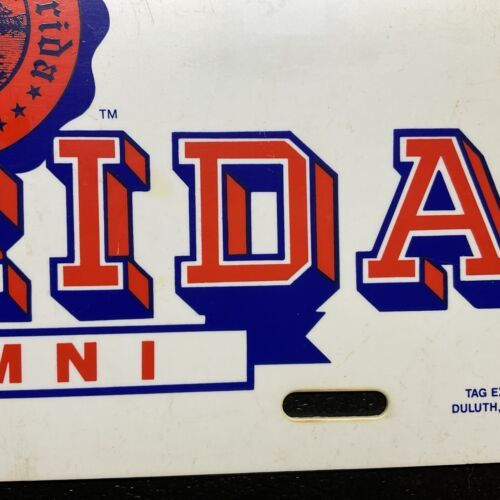 rida
TM
RIDA
MNI
TAG EX
DULUTH,